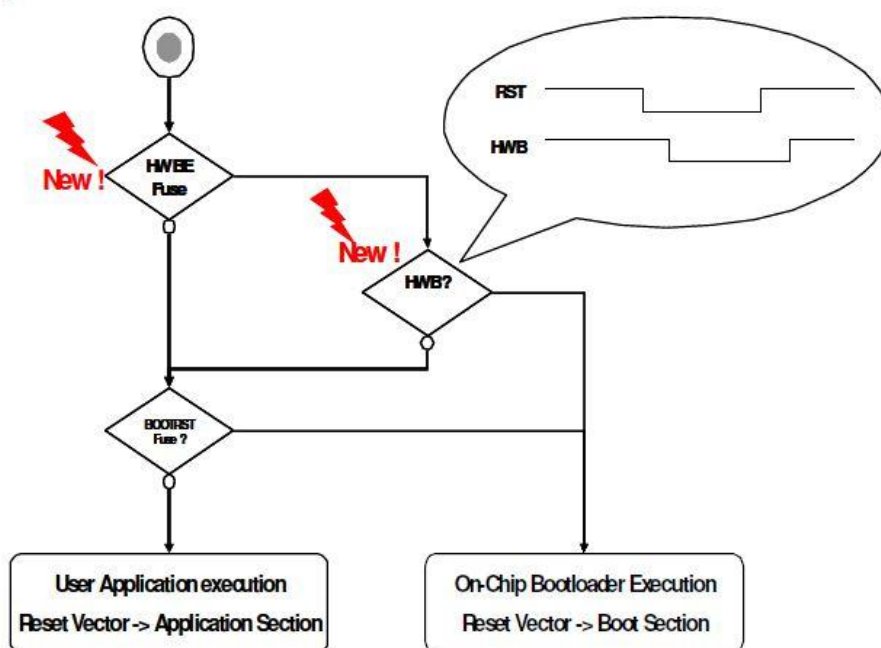 RST
HWB
HWBE
Fuse
New !
New !
HWB?
BOOTRST
Fuse ?
User Application execution
Reset Vector -> Application Section
On-Chip Bootloader Execution
Reset Vector -> Boot Section